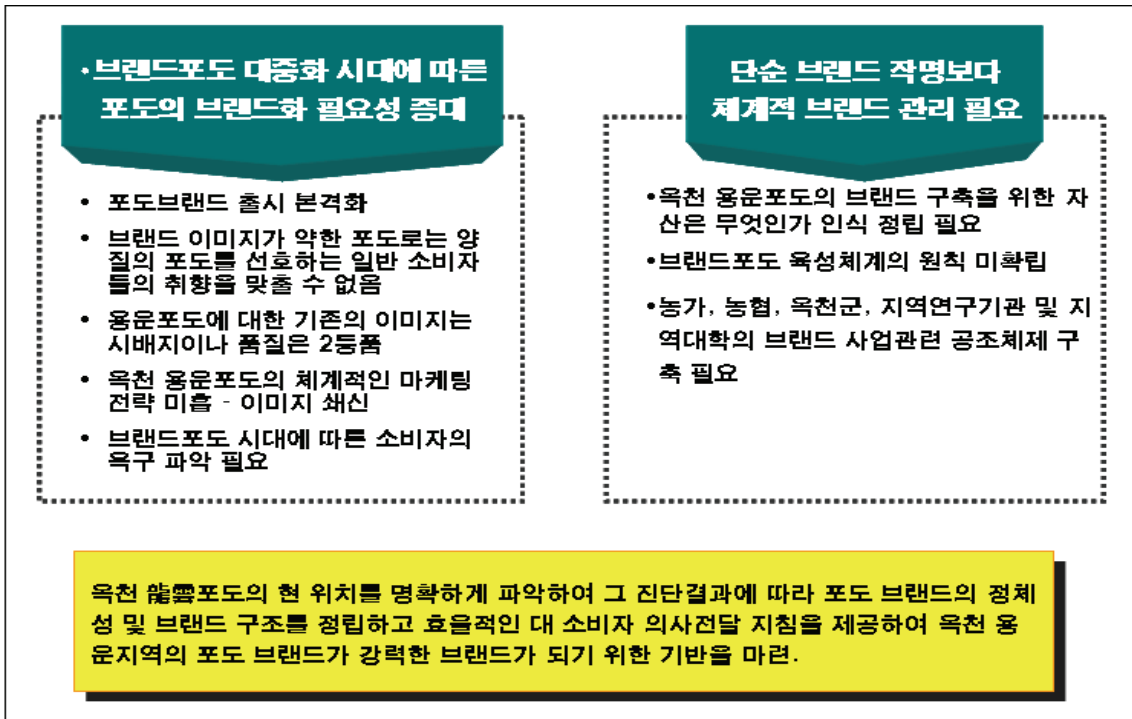 ·브랜드포도 대중화 시대에 따른
포도의 브랜드화 필요성 증대
• 포도브랜드 출시 본격화
• 브랜드 이미지가 약한 포도로는 양
질의 포도를 선호하는 일반 소비자
들의 취향을 맞출 수 없음
• 용운포도에 대한 기존의 이미지는
시배지이나 품질은 2등품
• 옥천 용운포도의 체계적인 마케팅
전략 미흡 - 이미지 쇄신
• 브랜드포도 시대에 따른 소비자의
욕구 파악 필요
단순 브랜드 작명보다
체계적 브랜드 관리 필요
•옥천 용운포도의 브랜드 구축을 위한 자
산은 무엇인가 인식 정립 필요
•브랜드포도 육성체계의 원칙 미확립
•농가, 농협, 옥천군, 지역연구기관 및 지
역대학의 브랜드 사업관련 공조체제 구
축 필요
옥천 龍雲포도의 현 위치를 명확하게 파악하여 그 진단결과에 따라 포도 브랜드의 정체
성 및 브랜드 구조를 정립하고 효율적인 대 소비자 의사전달 지침을 제공하여 옥천 용
운지역의 포도 브랜드가 강력한 브랜드가 되기 위한 기반을 마련.